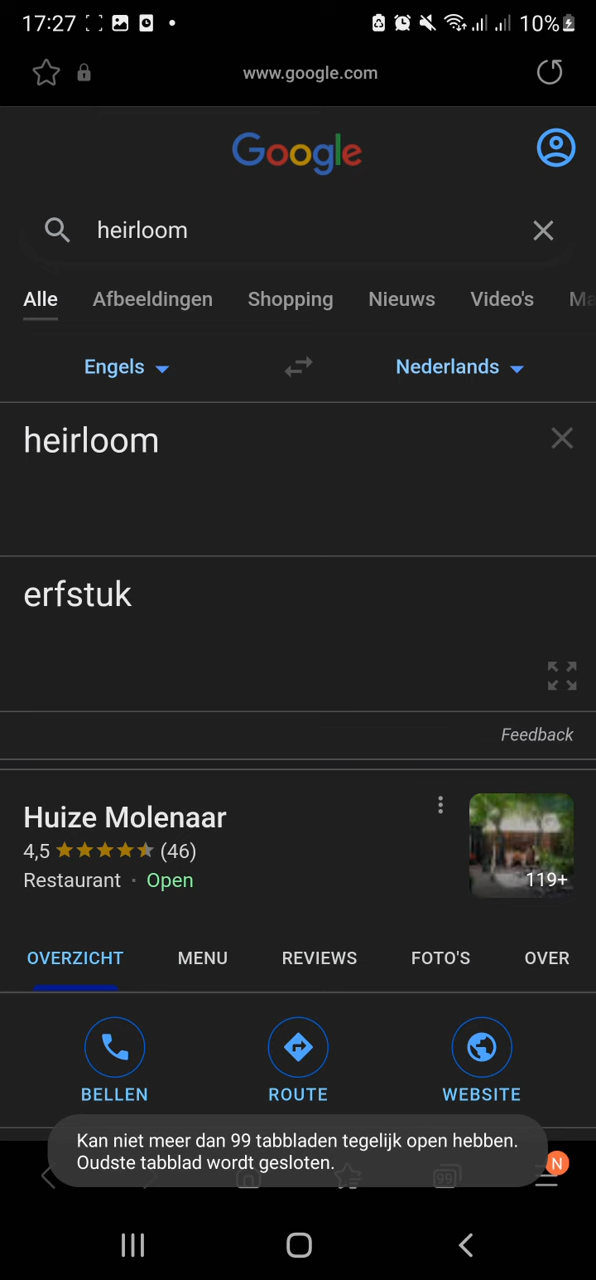 17:27 10%
www.google.com
Google
heirloom
Alle Afbeeldingen Shopping Nieuws Video's Ma
Engels Nederlands
heirloom
erfstuk
Feedback
Huize Molenaar
4,5 (46)
Restaurant · Open
119+
OVERZICHT MENU REVIEWS FOTO'S OVER
BELLEN ROUTE WEBSITE
Kan niet meer dan 99 tabbladen tegelijk open hebben.
Oudste tabblad wordt gesloten.
99 N